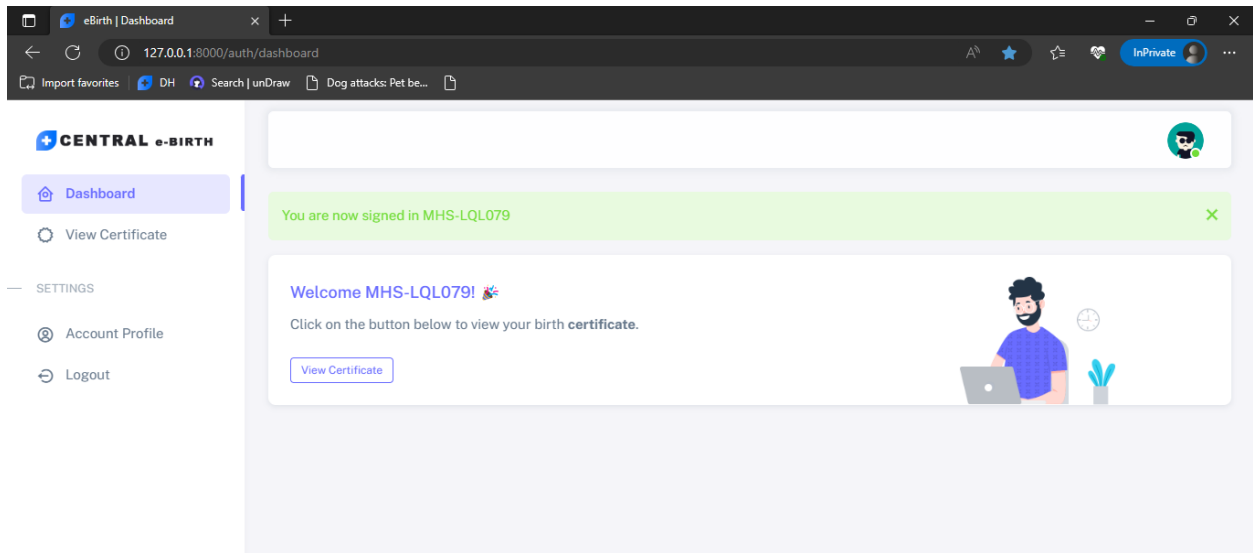 eBirth | Dashboard
127.0.0.1:8000/auth/dashboard
InPrivate
Import favorites
DH
Search | unDraw
Dog attacks: Pet be...
CENTRAL e-BIRTH
Dashboard
View Certificate
SETTINGS
Account Profile
Logout
You are now signed in MHS-LQL079
Welcome MHS-LQL079! 🎉
Click on the button below to view your birth certificate.
View Certificate